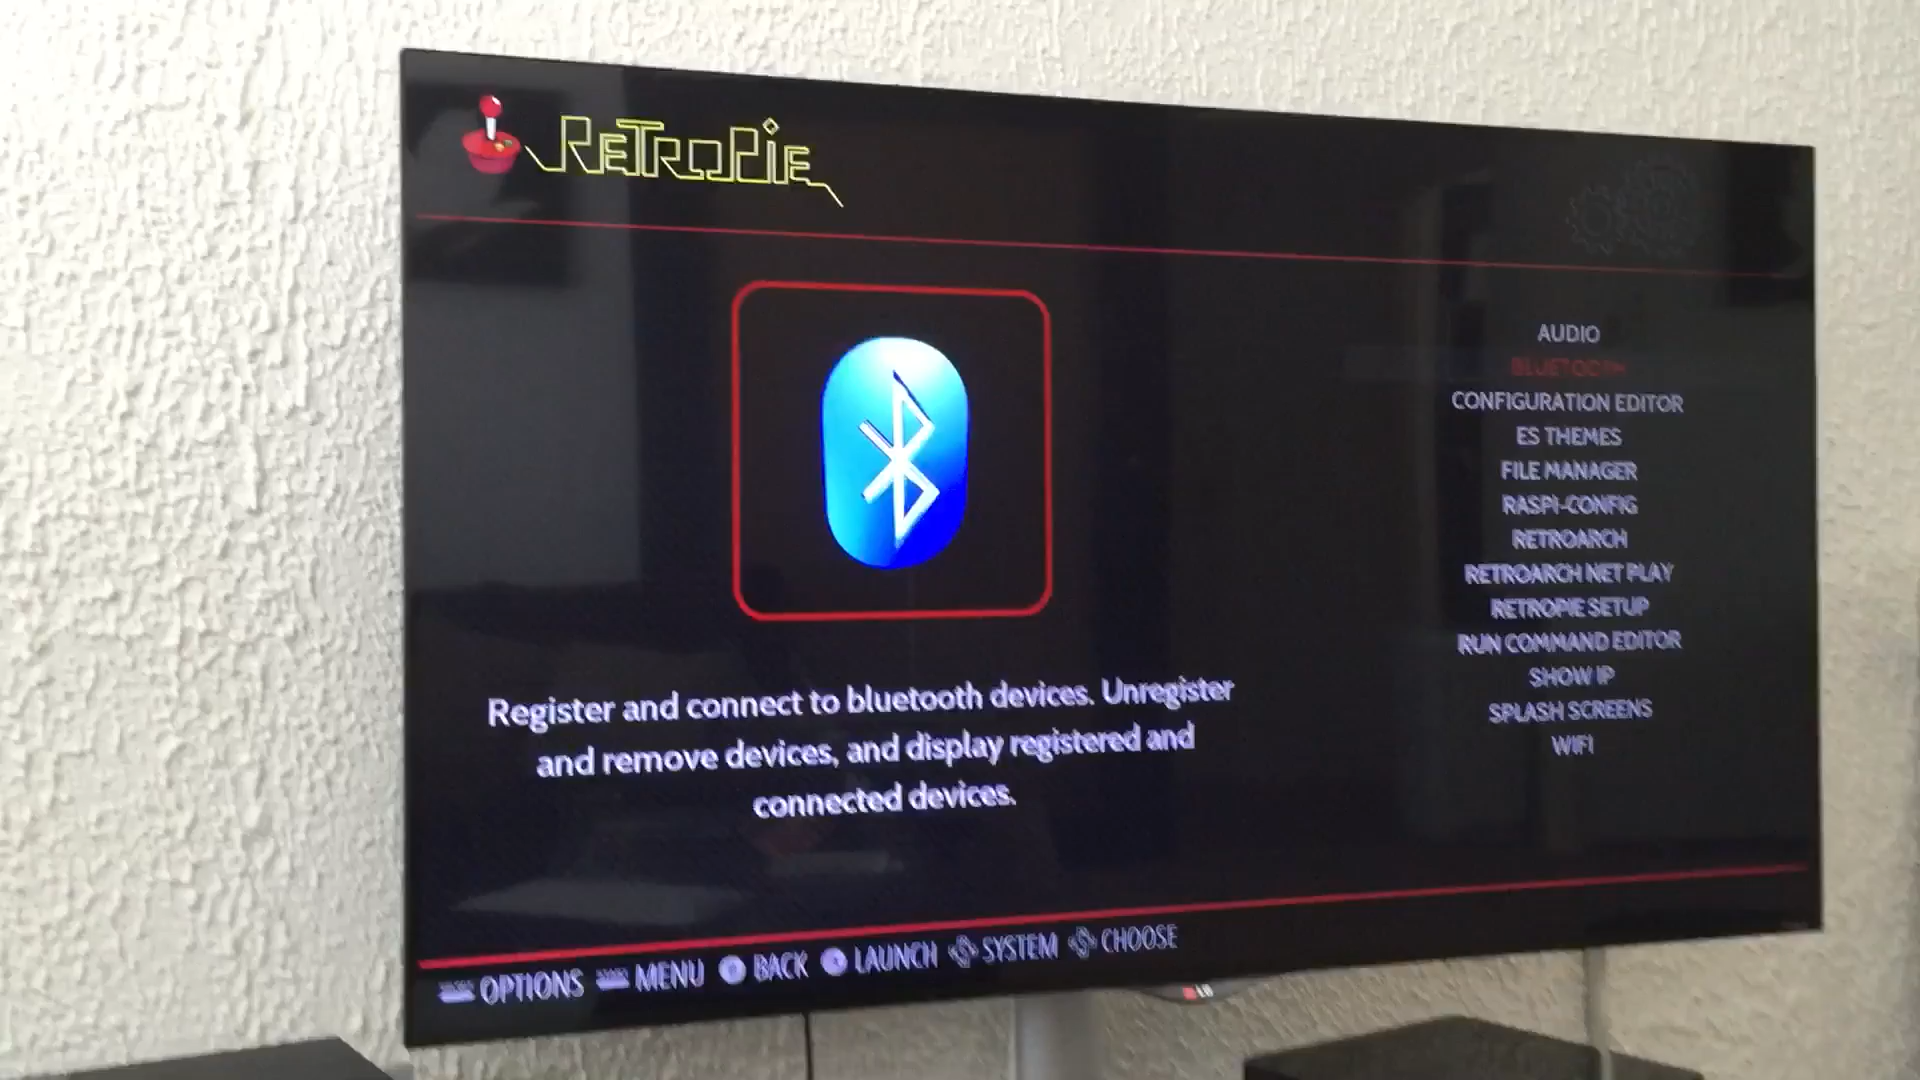 RETROPIE
AUDIO
BLUETOOTH
CONFIGURATION EDITOR
ES THEMES
FILE MANAGER
RASPI-CONFIG
RETROARCH
RETROARCH NET PLAY
RETROPIE SETUP
RUN COMMAND EDITOR
SHOW IP
SPLASH SCREENS
WIFI
Register and connect to bluetooth devices. Unregister
and remove devices, and display registered and
connected devices.
OPTIONS MENU BACK LAUNCH SYSTEM CHOOSE
LG